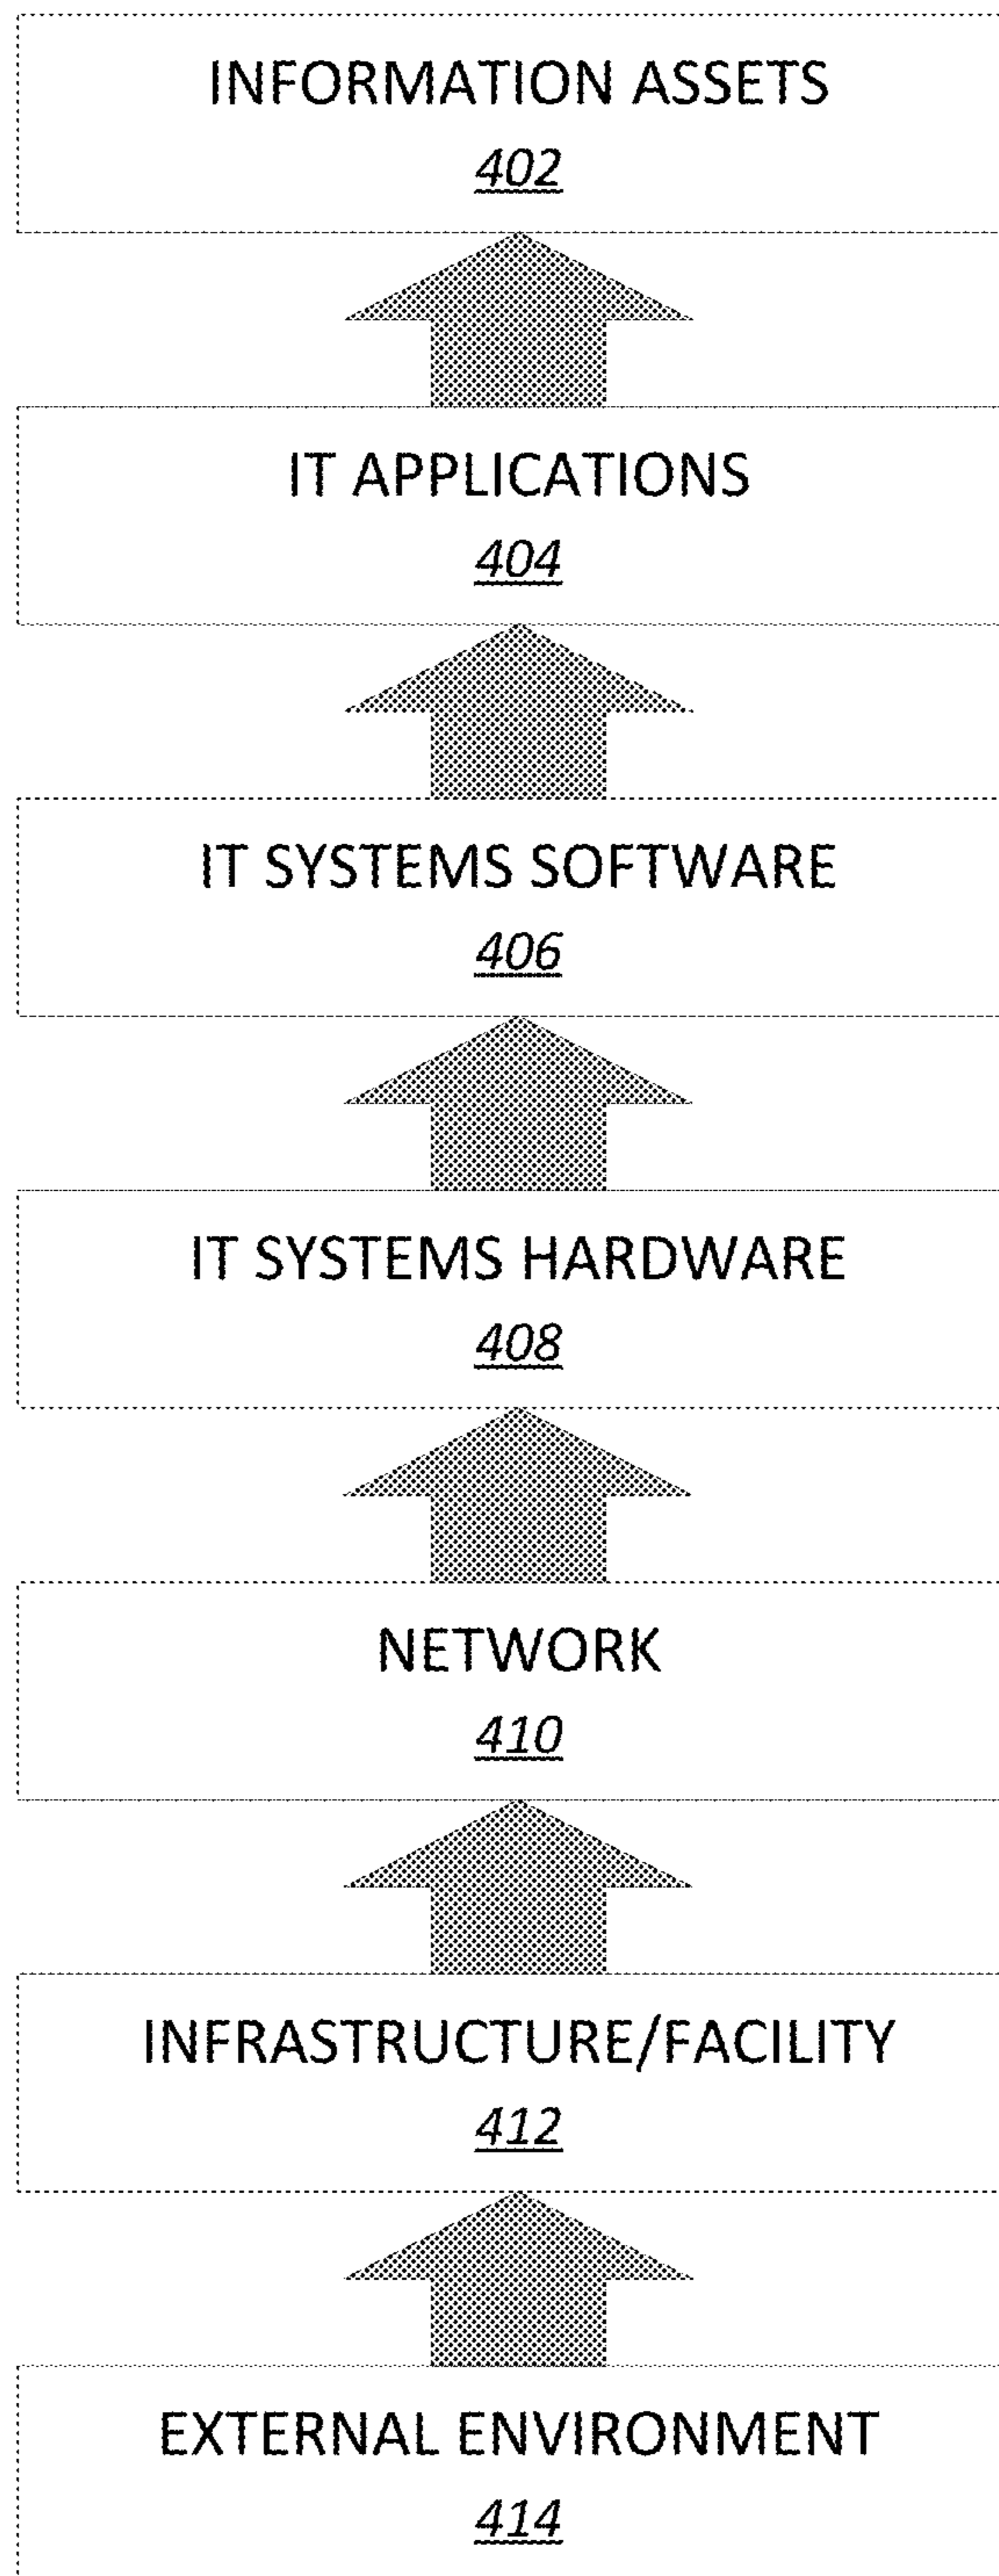 INFORMATION ASSETS
402
IT APPLICATIONS
404
IT SYSTEMS SOFTWARE
406
IT SYSTEMS HARDWARE
408
NETWORK
410
INFRASTRUCTURE/FACILITY
412
EXTERNAL ENVIRONMENT
414